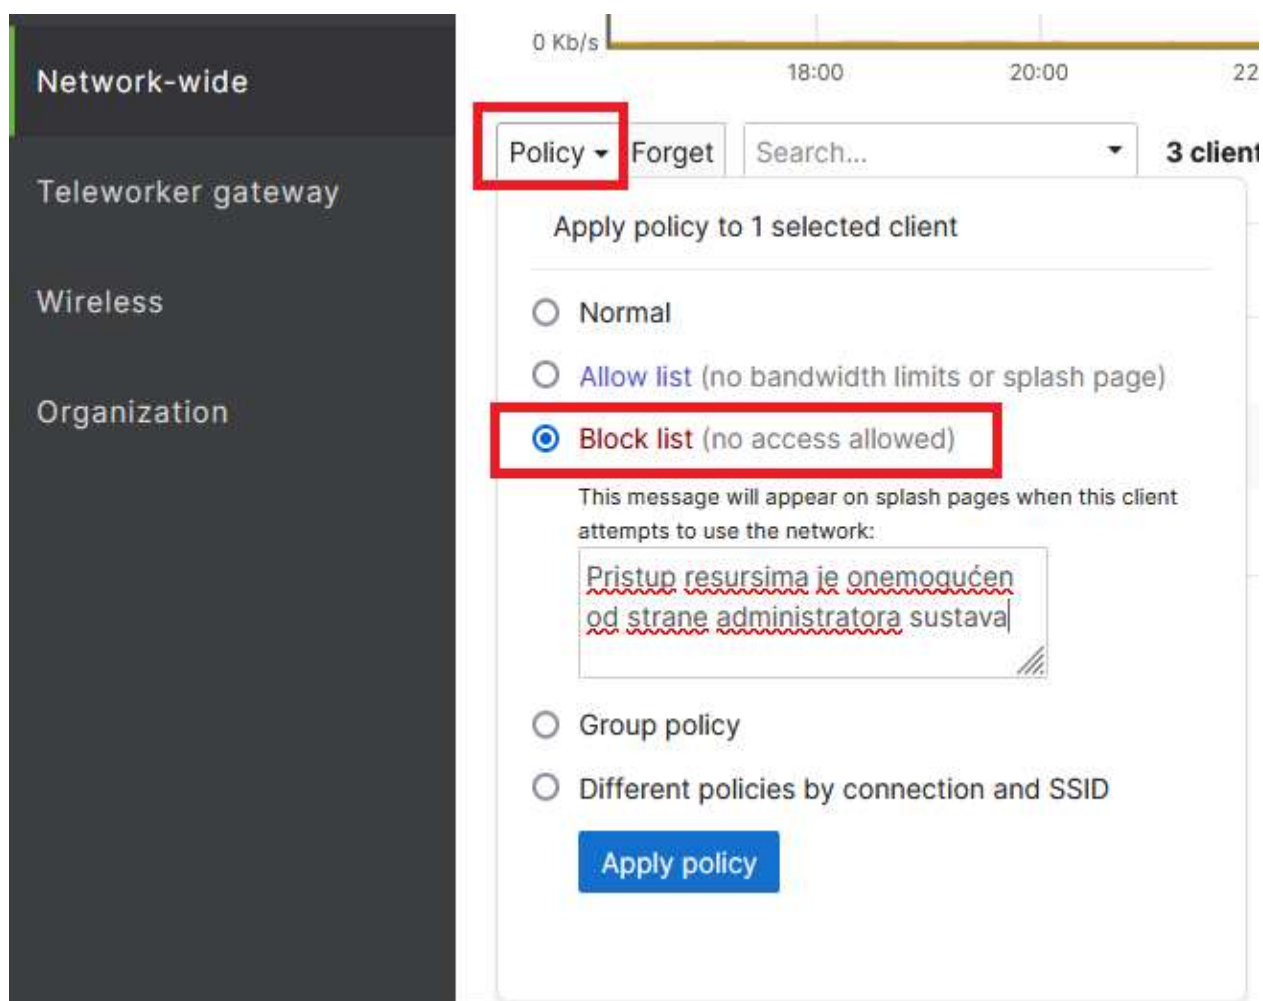 Network-wide
Teleworker gateway
Wireless
Organization
0 Kb/s
18:00 20:00 22
Policy Forget Search... 3 client
Apply policy to 1 selected client
Normal
Allow list (no bandwidth limits or splash page)
Block list (no access allowed)
This message will appear on splash pages when this client
attempts to use the network:
Pristup resursima je onemogućen
od strane administratora sustava
Group policy
Different policies by connection and SSID
Apply policy